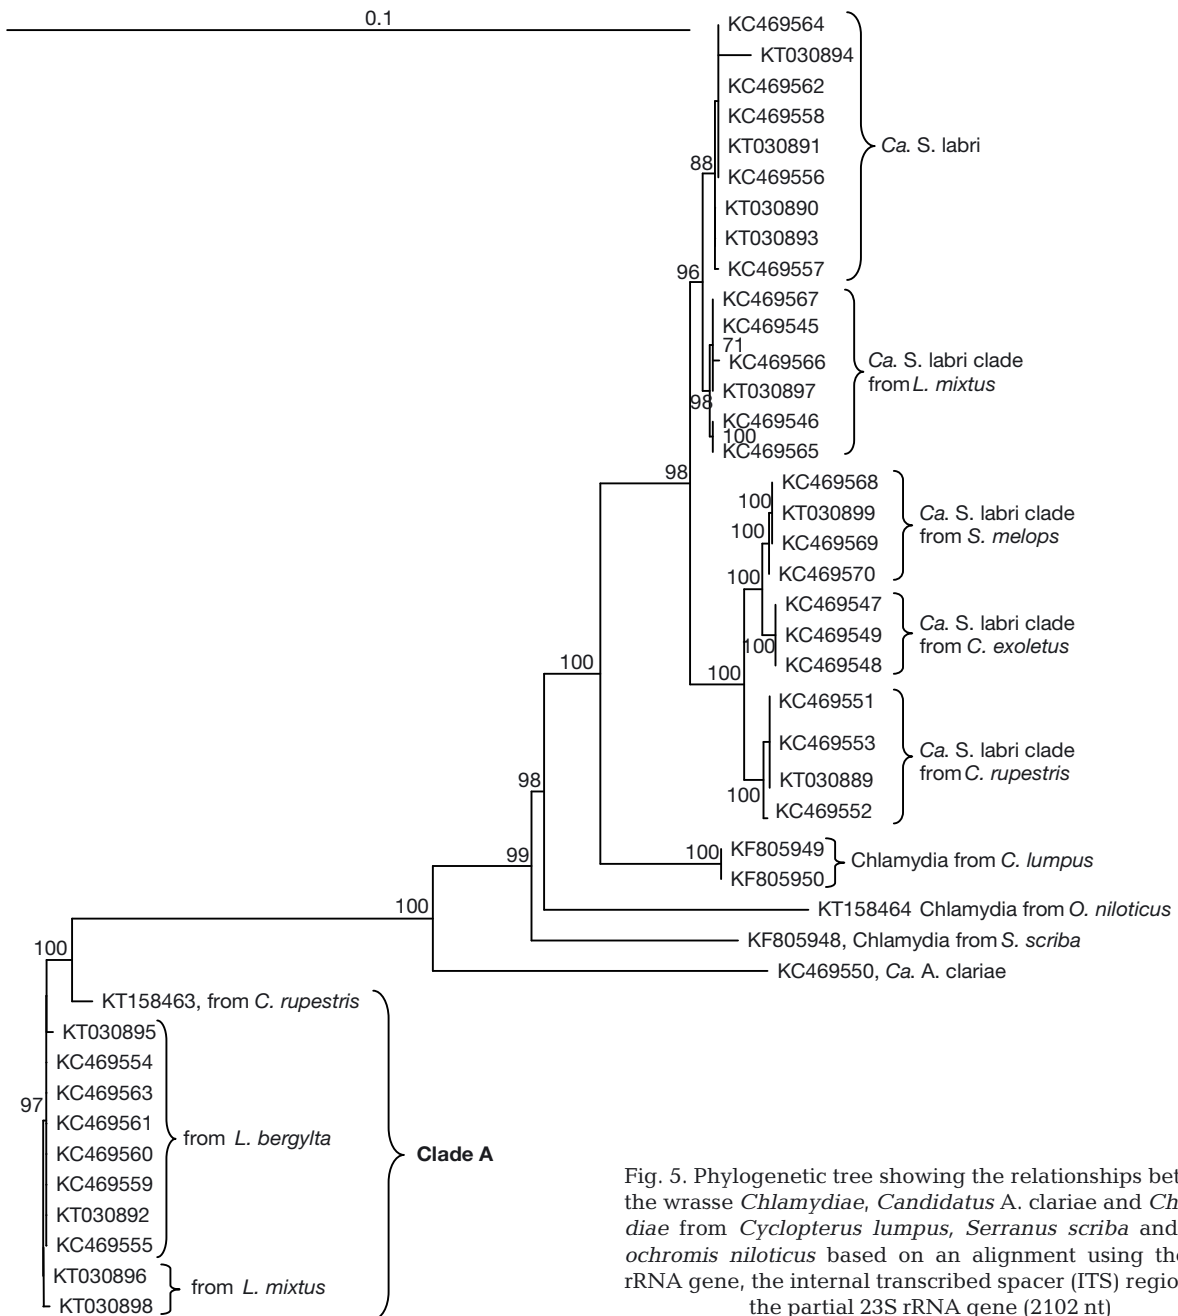 0.1
KC469564
KT030894
KC469562
KC469558
KT030891
KC469556
KT030890
KT030893
KC469557
Ca. S. labri
88
96
KC469567
KC469545
71
KC469566
KT030897
98
KC469546
100
KC469565
Ca. S. labri clade
from L. mixtus
98
KC469568
100
KT030899
100
KC469569
KC469570
Ca. S. labri clade
from S. melops
100
KC469547
KC469549
100
KC469548
Ca. S. labri clade
from C. exoletus
100
KC469551
KC469553
KT030889
100
KC469552
Ca. S. labri clade
from C. rupestris
100
98
99
100
KF805949
KF805950
Chlamydia from C. lumpus
KT158464 Chlamydia from O. niloticus
KF805948, Chlamydia from S. scriba
KC469550, Ca. A. clariae
100
100
KT158463, from C. rupestris
KT030895
KC469554
KC469563
97
KC469561
KC469560
KC469559
KT030892
KC469555
from L. bergylta
KT030896
KT030898
from L. mixtus
Clade A
Fig. 5. Phylogenetic tree showing the relationships bet
the wrasse Chlamydiae, Candidatus A. clariae and Ch
diae from Cyclopterus lumpus, Serranus scriba and
ochromis niloticus based on an alignment using the
rRNA gene, the internal transcribed spacer (ITS) regio
the partial 23S rRNA gene (2102 nt)